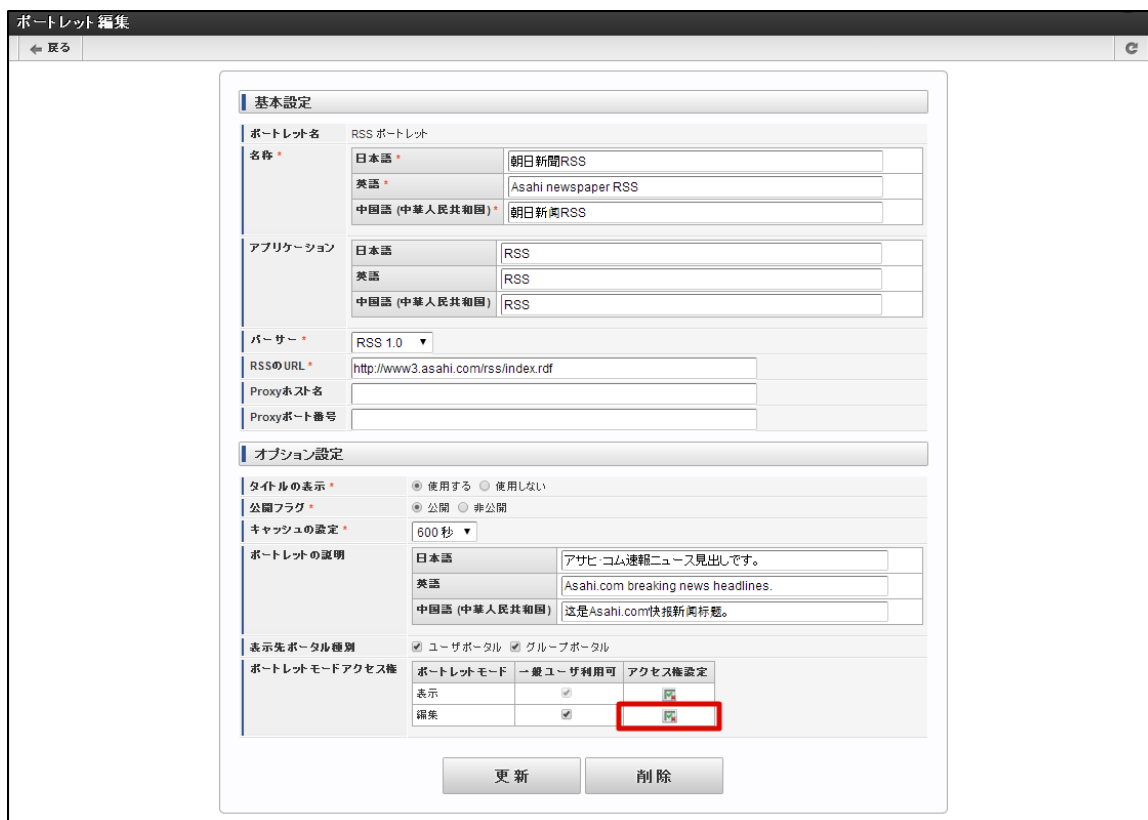 ポートレット編集
戻る
基本設定
ポートレット名 RSS ポートレット
名称 * 日本語 * 朝日新聞RSS
英語 * Asahi newspaper RSS
中国語 (中華人民共和国) * 朝日新闻RSS
アプリケーション 日本語 RSS
英語 RSS
中国語 (中華人民共和国) RSS
パーサー * RSS 1.0
RSSのURL * http://www3.asahi.com/rss/index.rdf
Proxyホスト名
Proxyポート番号
オプション設定
タイトルの表示 * 使用する 使用しない
公開フラグ * 公開 非公開
キャッシュの設定 * 600 秒
ポートレットの説明 日本語 アサヒ・コム速報ニュース見出しです。
英語 Asahi.com breaking news headlines.
中国語 (中華人民共和国) 这是Asahi.com快报新闻标题。
表示先ポータル種別 ユーザポータル グループポータル
ポートレットモードアクセス権 ポートレットモード 一般ユーザ利用可 アクセス権設定
表示
編集
更新 削除